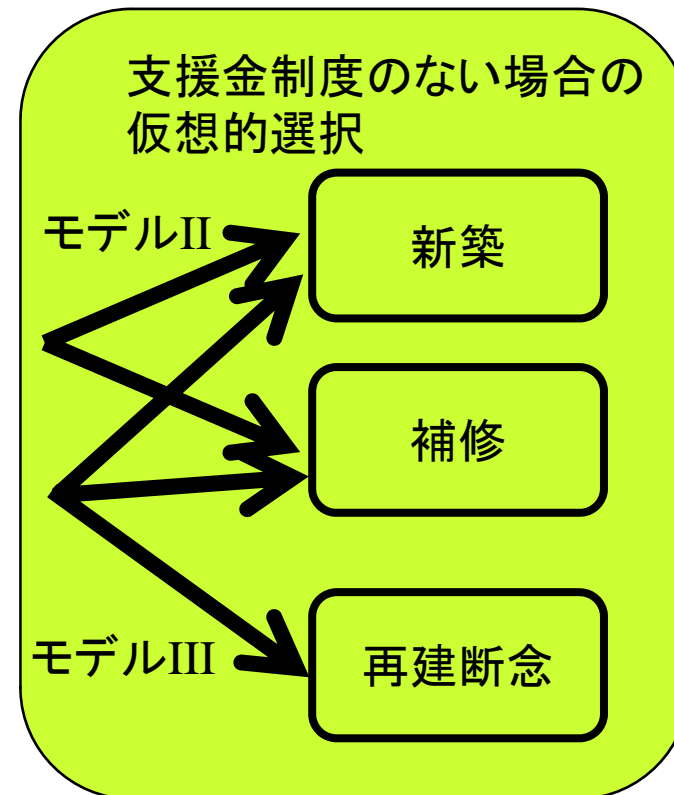 支援金制度のない場合の
仮想的選択
モデルII
新築
補修
モデルIII
再建断念